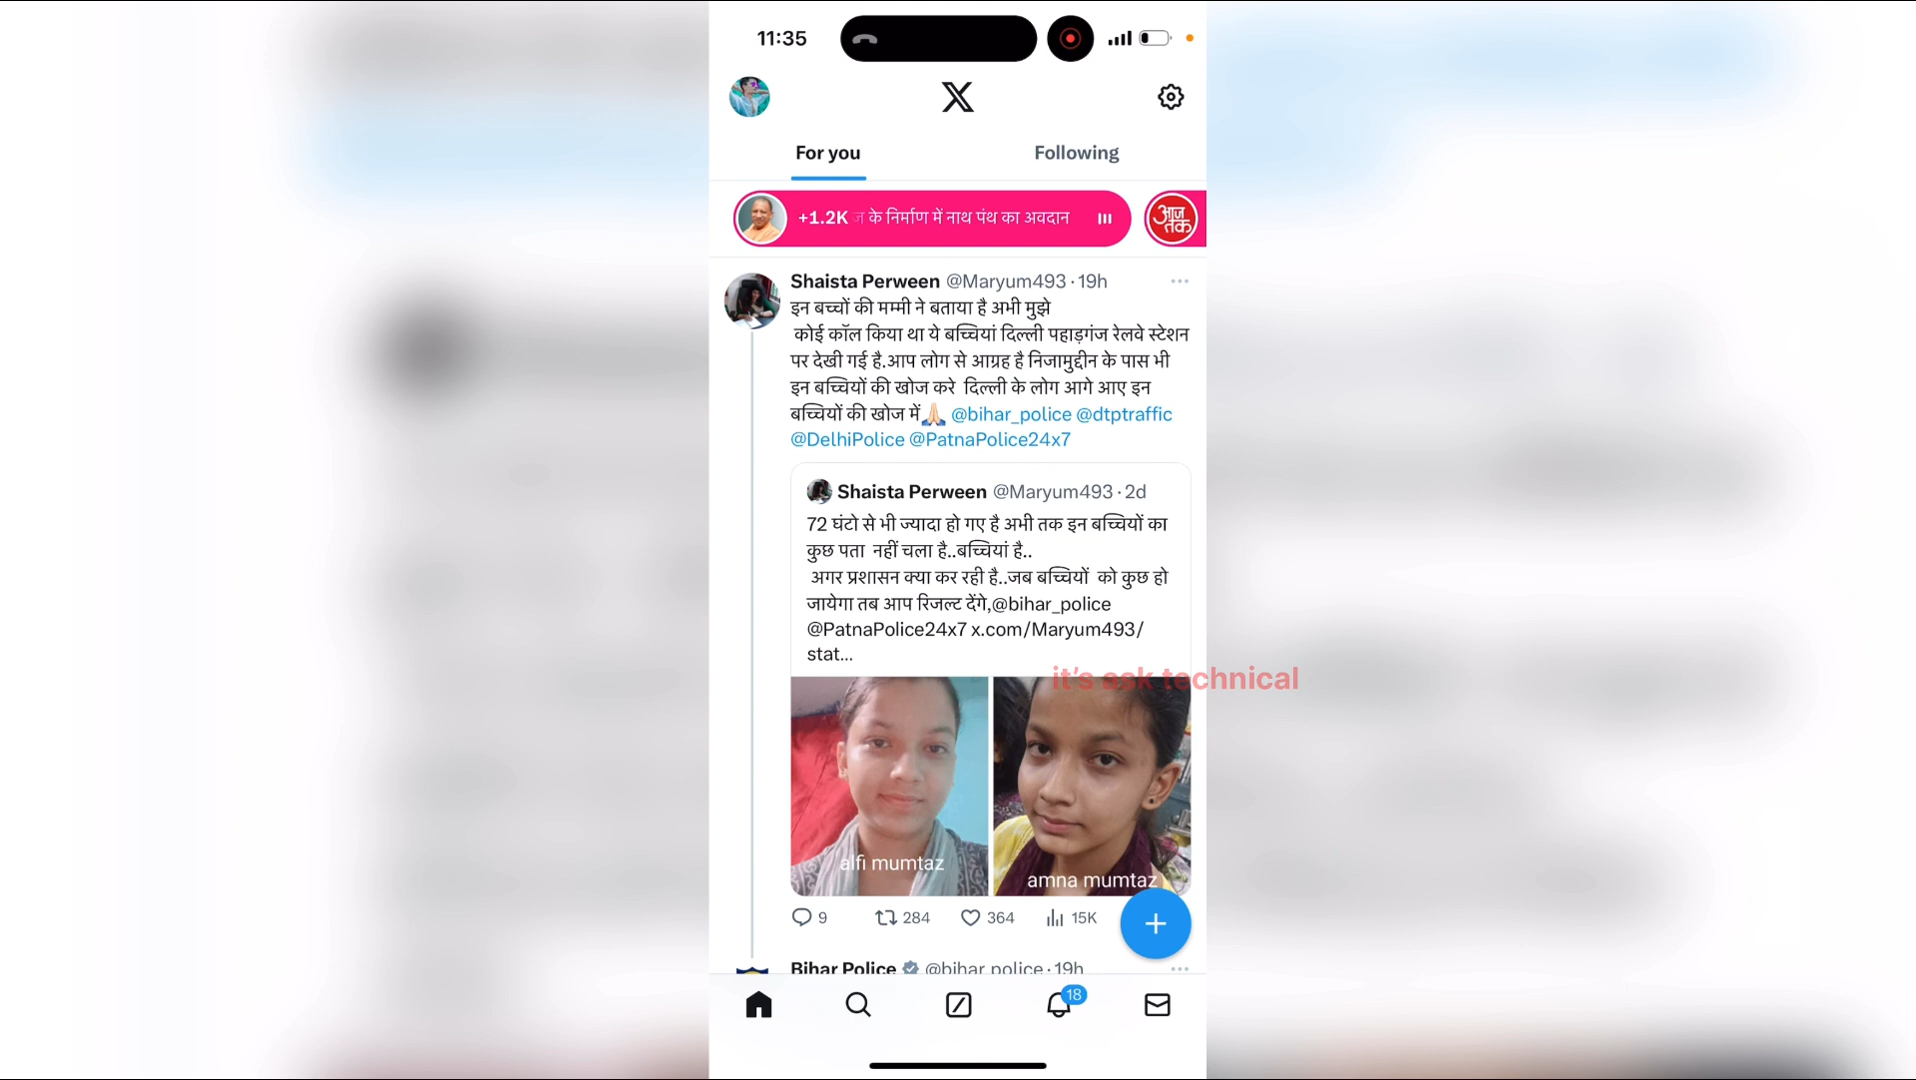 11:35
For you
Following
+1.2K ज के निर्माण में नाथ पंथ का अवदान
आज तक
Shaista Perween @Maryum493 · 19h
इन बच्चों की मम्मी ने बताया है अभी मुझे
कोई कॉल किया था ये बच्चियां दिल्ली पहाड़गंज रेलवे स्टेशन
पर देखी गई है.आप लोग से आग्रह है निजामुद्दीन के पास भी
इन बच्चियों की खोज करे दिल्ली के लोग आगे आए इन
बच्चियों की खोज में🙏🏻 @bihar_police @dtptraffic
@DelhiPolice @PatnaPolice24x7
Shaista Perween @Maryum493 · 2d
72 घंटो से भी ज्यादा हो गए है अभी तक इन बच्चियों का
कुछ पता नहीं चला है..बच्चियां है..
अगर प्रशासन क्या कर रही है..जब बच्चियों को कुछ हो
जायेगा तब आप रिजल्ट देंगे,@bihar_police
@PatnaPolice24x7 x.com/Maryum493/
stat...
it's ask technical
alfi mumtaz
amna mumtaz
9 284 364 15K
Bihar Police @bihar_police · 19h
18